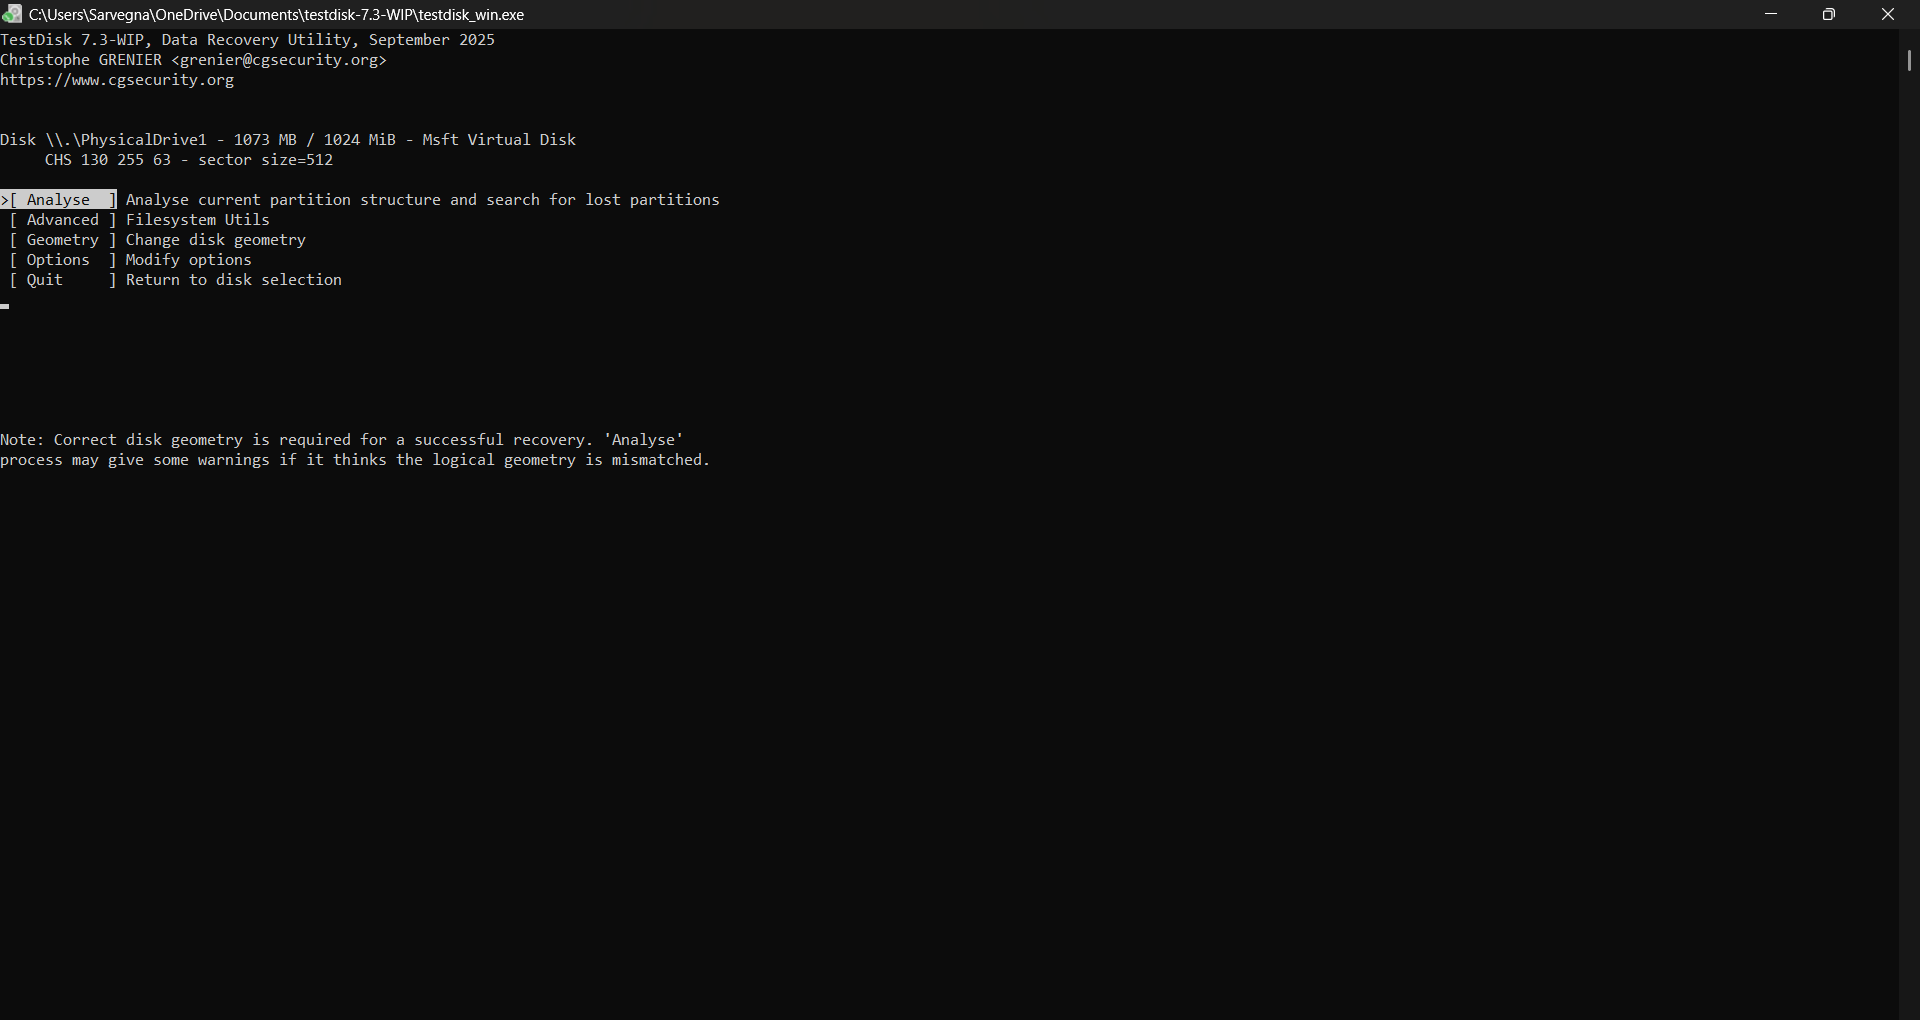 C:\Users\Sarvegna\OneDrive\Documents\testdisk-7.3-WIP\testdisk_win.exe
TestDisk 7.3-WIP, Data Recovery Utility, September 2025
Christophe GRENIER <grenier@cgsecurity.org>
https://www.cgsecurity.org
Disk \\.\PhysicalDrive1 - 1073 MB / 1024 MiB - Msft Virtual Disk
CHS 130 255 63 - sector size=512
>[ Analyse  ] Analyse current partition structure and search for lost partitions
[ Advanced ] Filesystem Utils
[ Geometry ] Change disk geometry
[ Options  ] Modify options
[ Quit     ] Return to disk selection
Note: Correct disk geometry is required for a successful recovery. 'Analyse'
process may give some warnings if it thinks the logical geometry is mismatched.